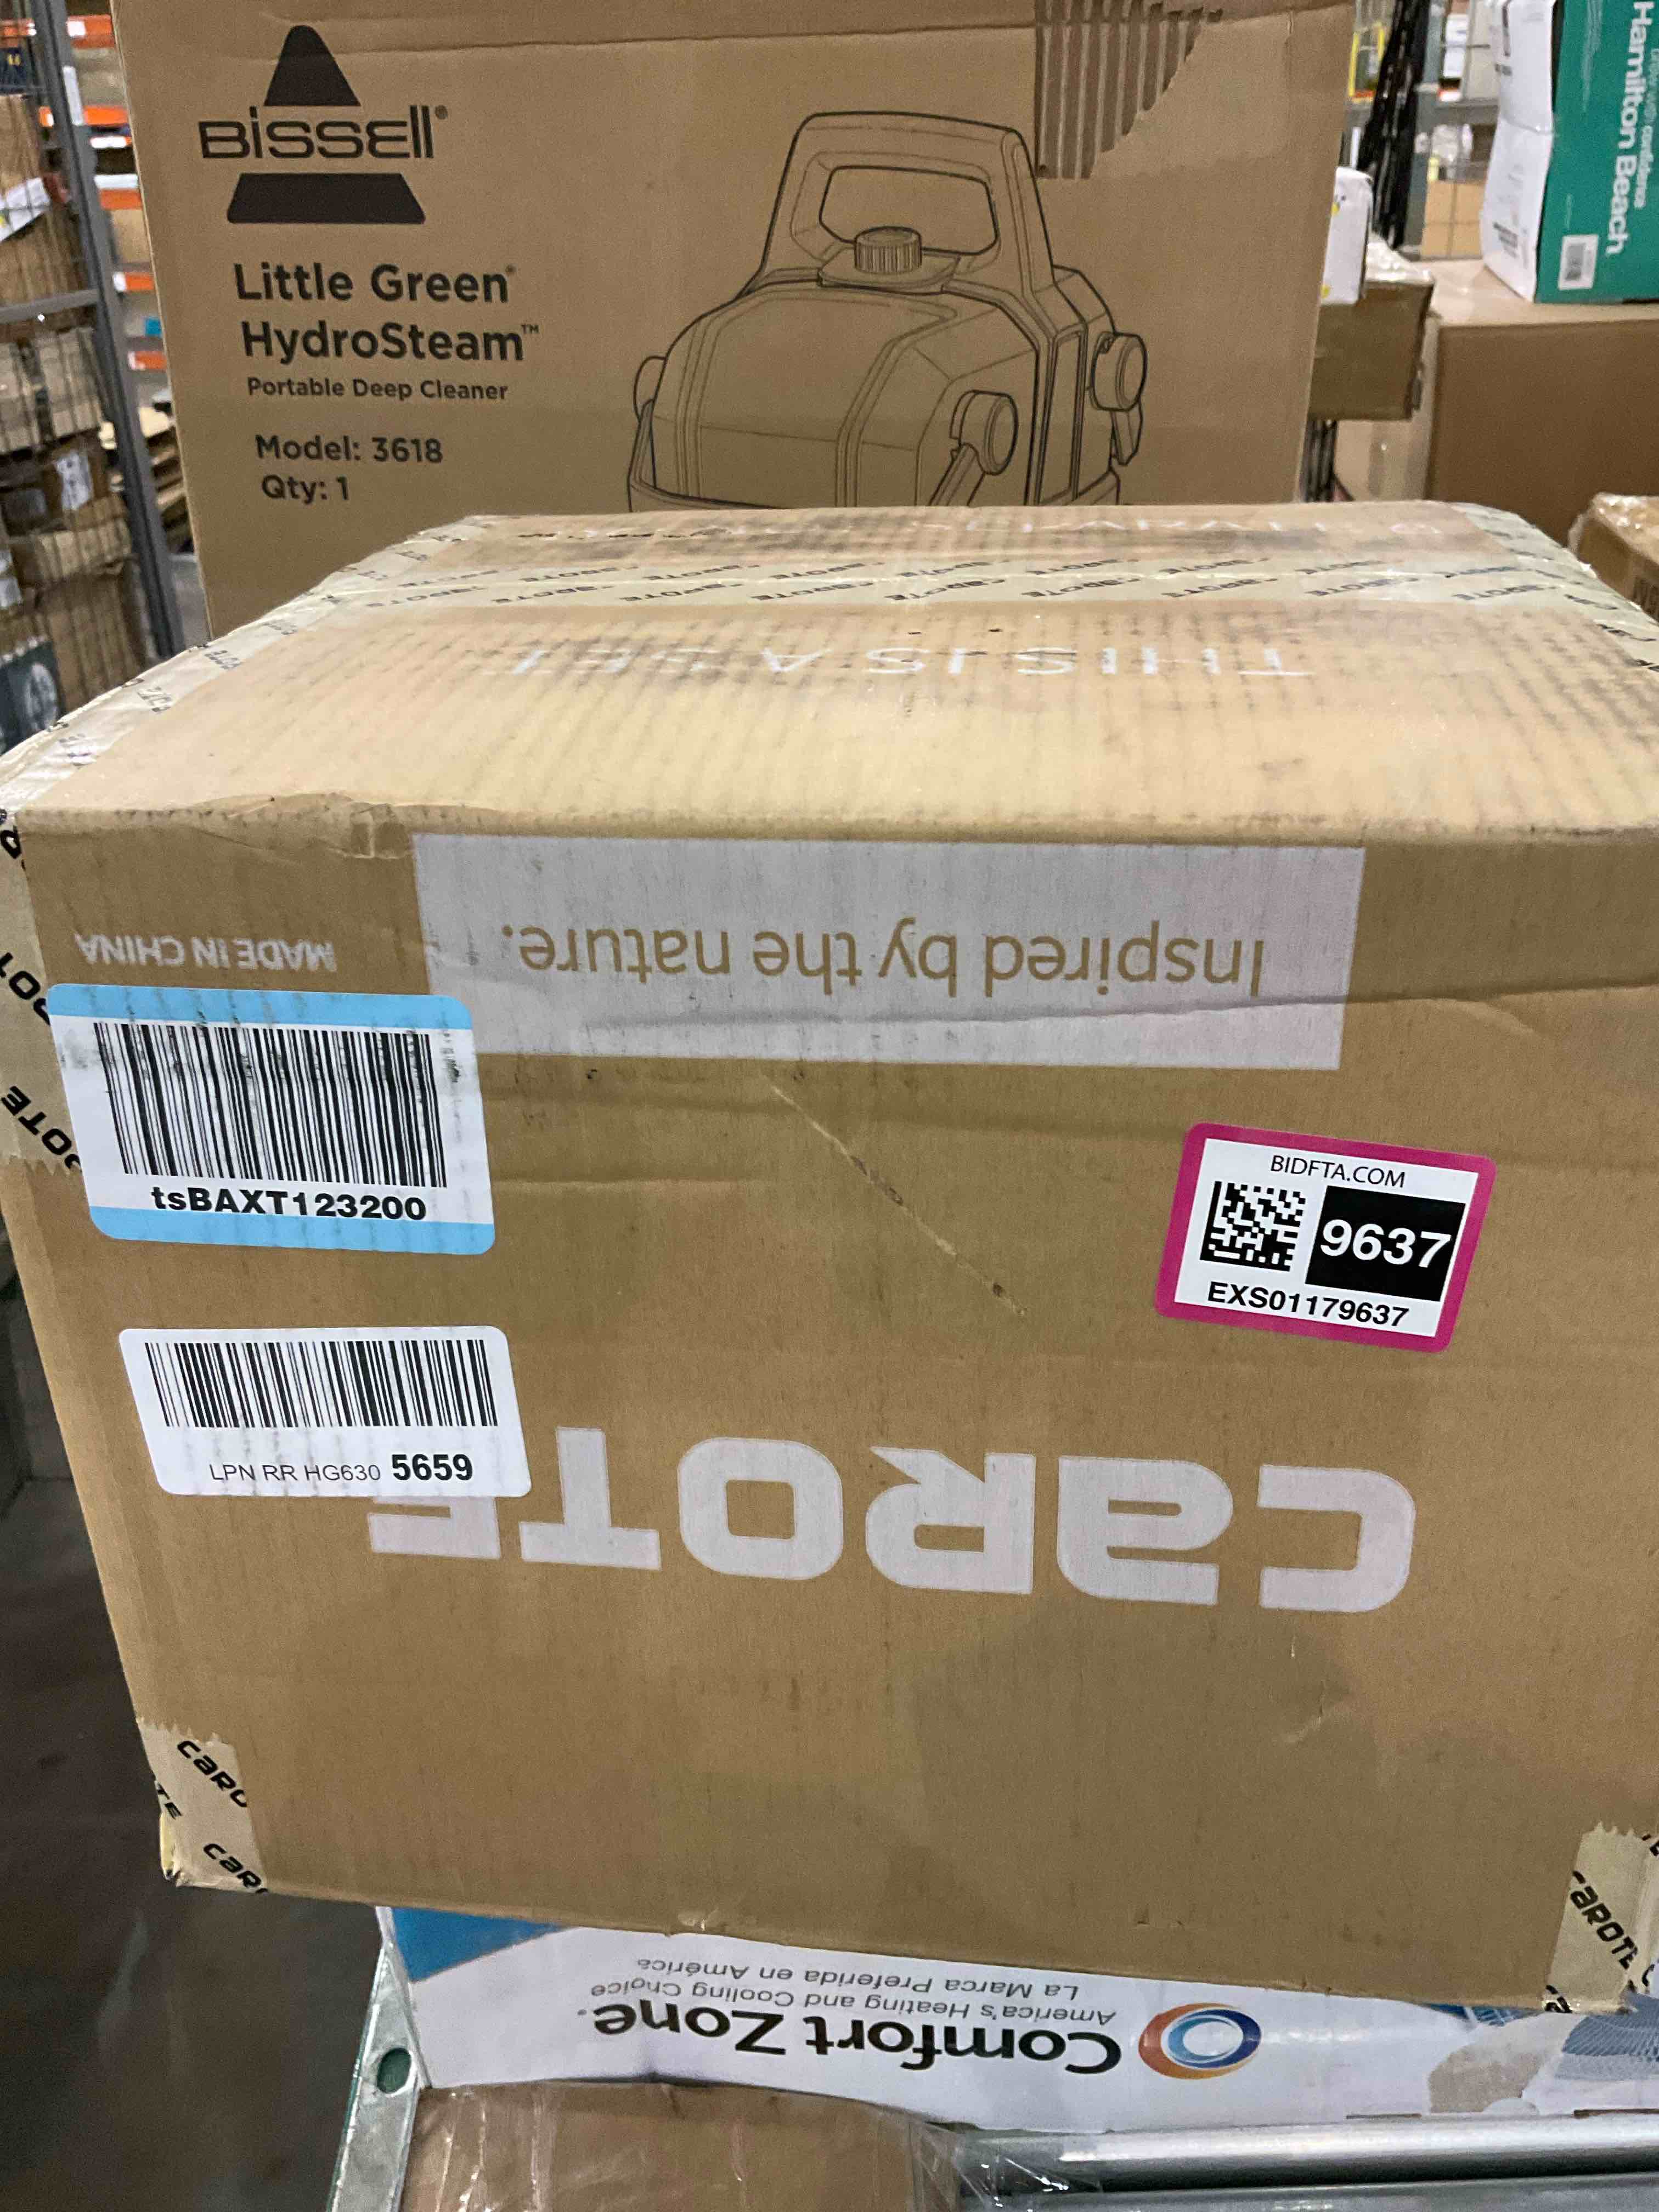 BISSELL®
Little Green®
HydroSteam™
Portable Deep Cleaner
Model: 3618
Qty: 1
Hamilton Beach
THIS IS A SET
Inspired by the nature.
MADE IN CHINA
tsBAXT123200
BIDFTA.COM
9637
EXS01179637
LPN RR HG630 5659
CAROTE
CAROTE
Comfort Zone®
America's Heating and Cooling Choice
La Marca Preferida en América